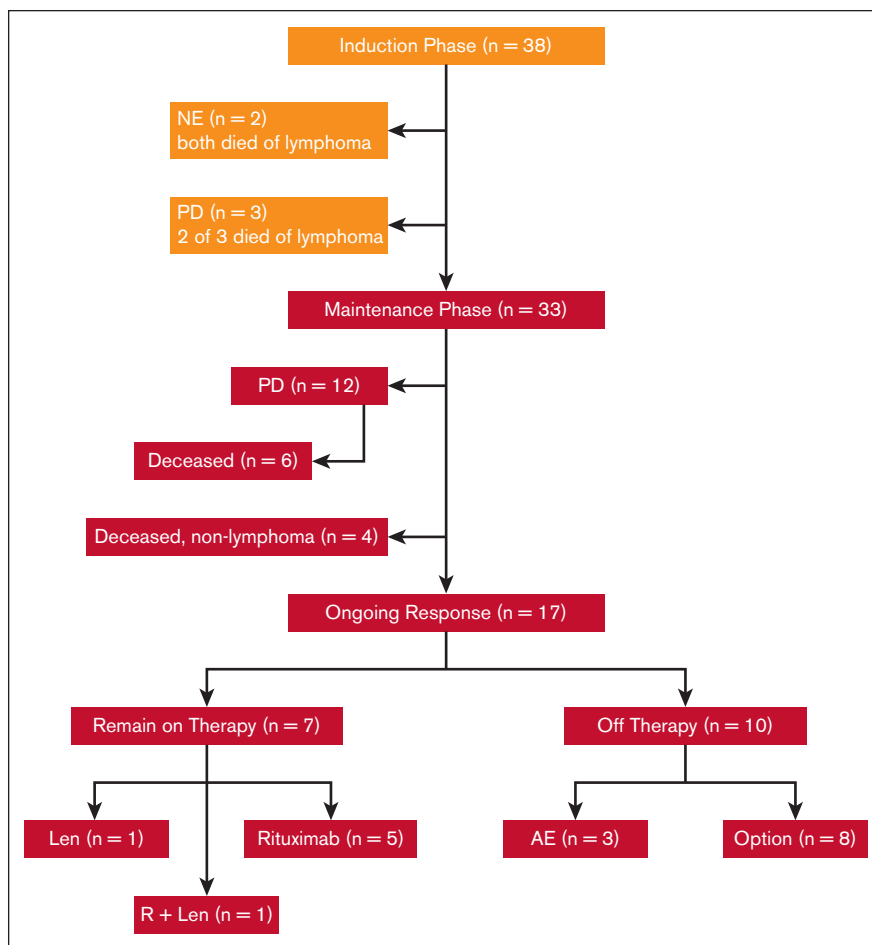 Induction Phase (n = 38)
NE (n = 2)
both died of lymphoma
PD (n = 3)
2 of 3 died of lymphoma
Maintenance Phase (n = 33)
PD (n = 12)
Deceased (n = 6)
Deceased, non-lymphoma (n = 4)
Ongoing Response (n = 17)
Remain on Therapy (n = 7)
Off Therapy (n = 10)
Len (n = 1)
Rituximab (n = 5)
AE (n = 3)
Option (n = 8)
R + Len (n = 1)